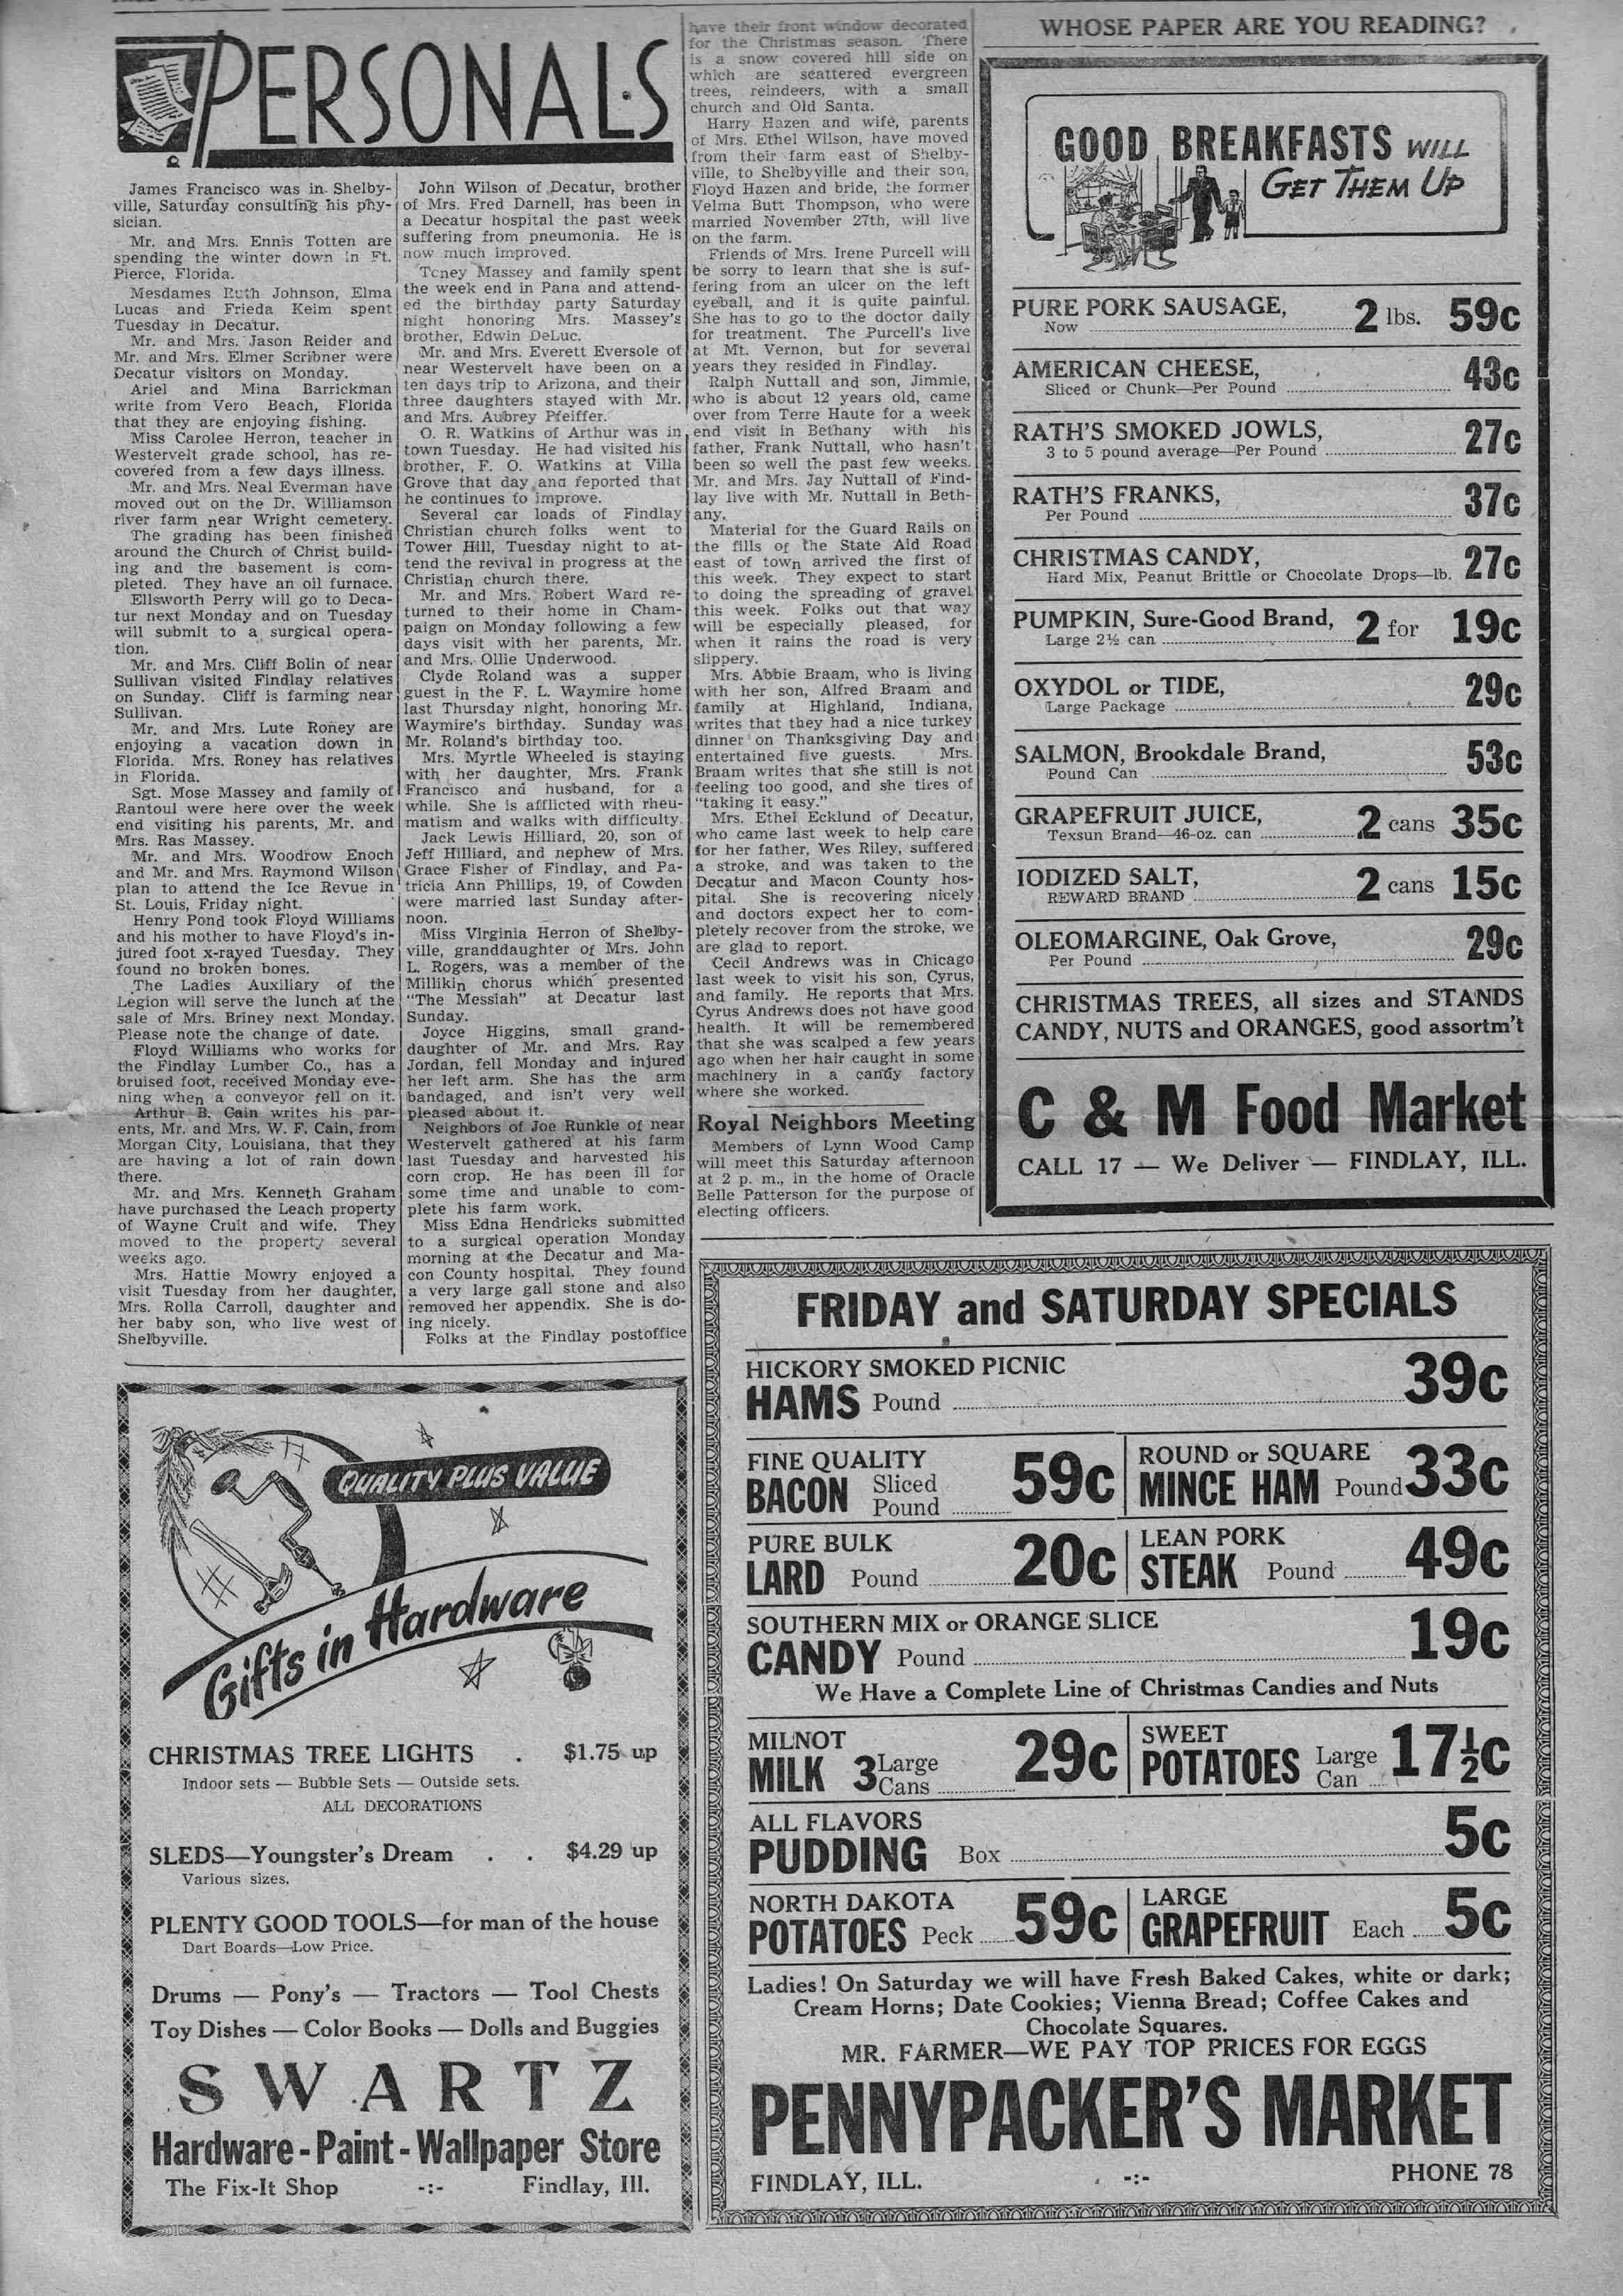 PERSONALS
James Francisco was in Shelby-
ville, Saturday consulting his phy-
sician.
Mr. and Mrs. Ennis Totten are
spending the winter down in Ft.
Pierce, Florida.
Mesdames Ruth Johnson, Elma
Lucas and Frieda Keim spent
Tuesday in Decatur.
Mr. and Mrs. Jason Reider and
Mr. and Mrs. Elmer Scribner were
Decatur visitors on Monday.
Ariel and Mina Barrickman
write from Vero Beach, Florida
that they are enjoying fishing.
Miss Carolee Herron, teacher in
Westervelt grade school, has re-
covered from a few days illness.
Mr. and Mrs. Neal Everman have
moved out on the Dr. Williamson
river farm near Wright cemetery.
The grading has been finished
around the Church of Christ build-
ing and the basement is com-
pleted. They have an oil furnace.
Ellsworth Perry will go to Deca-
tur next Monday and on Tuesday
will submit to a surgical opera-
tion.
Mr. and Mrs. Cliff Bolin of near
Sullivan visited Findlay relatives
on Sunday. Cliff is farming near
Sullivan.
Mr. and Mrs. Lute Roney are
enjoying a vacation down in
Florida. Mrs. Roney has relatives
in Florida.
Sgt. Mose Massey and family of
Rantoul were here over the week
end visiting his parents, Mr. and
Mrs. Ras Massey.
Mr. and Mrs. Woodrow Enoch
and Mr. and Mrs. Raymond Wilson
plan to attend the Ice Revue in
St. Louis, Friday night.
Henry Pond took Floyd Williams
and his mother to have Floyd's in-
jured foot x-rayed Tuesday. They
found no broken bones.
The Ladies Auxiliary of the
Legion will serve the lunch at the
sale of Mrs. Briney next Monday.
Please note the change of date.
Floyd Williams who works for
the Findlay Lumber Co., has a
bruised foot, received Monday eve-
ning when a conveyor fell on it.
Arthur B. Cain writes his par-
ents, Mr. and Mrs. W. F. Cain, from
Morgan City, Louisiana, that they
are having a lot of rain down
there.
Mr. and Mrs. Kenneth Graham
have purchased the Leach property
of Wayne Cruit and wife. They
moved to the property several
weeks ago.
Mrs. Hattie Mowry enjoyed a
visit Tuesday from her daughter,
Mrs. Rolla Carroll, daughter and
her baby son, who live west of
Shelbyville.
John Wilson of Decatur, brother
of Mrs. Fred Darnell, has been in
a Decatur hospital the past week
suffering from pneumonia. He is
now much improved.
Toney Massey and family spent
the week end in Pana and attend-
ed the birthday party Saturday
night honoring Mrs. Massey's
brother, Edwin DeLuc.
Mr. and Mrs. Everett Eversole of
near Westervelt have been on a
ten days trip to Arizona, and their
three daughters stayed with Mr.
and Mrs. Aubrey Pfeiffer.
O. R. Watkins of Arthur was in
town Tuesday. He had visited his
brother, F. O. Watkins at Villa
Grove that day and reported that
he continues to improve.
Several car loads of Findlay
Christian church folks went to
Tower Hill, Tuesday night to at-
tend the revival in progress at the
Christian church there.
Mr. and Mrs. Robert Ward re-
turned to their home in Cham-
paign on Monday following a few
days visit with her parents, Mr.
and Mrs. Ollie Underwood.
Clyde Roland was a supper
guest in the F. L. Waymire home
last Thursday night, honoring Mr.
Waymire's birthday. Sunday was
Mr. Roland's birthday too.
Mrs. Myrtle Wheeled is staying
with her daughter, Mrs. Frank
Francisco and husband, for a
while. She is afflicted with rheu-
matism and walks with difficulty.
Jack Lewis Hilliard, 20, son of
Jeff Hilliard, and nephew of Mrs.
Grace Fisher of Findlay, and Pa-
tricia Ann Phillips, 19, of Cowden
were married last Sunday after-
noon.
Miss Virginia Herron of Shelby-
ville, granddaughter of Mrs. John
L. Rogers, was a member of the
Millikin chorus which presented
"The Messiah" at Decatur last
Sunday.
Joyce Higgins, small grand-
daughter of Mr. and Mrs. Ray
Jordan, fell Monday and injured
her left arm. She has the arm
bandaged, and isn't very well
pleased about it.
Neighbors of Joe Runkle of near
Westervelt gathered at his farm
last Tuesday and harvested his
corn crop. He has been ill for
some time and unable to com-
plete his farm work.
Miss Edna Hendricks submitted
to a surgical operation Monday
morning at the Decatur and Ma-
con County hospital. They found
a very large gall stone and also
removed her appendix. She is do-
ing nicely.
Folks at the Findlay postoffice
have their front window decorated
for the Christmas season. There
is a snow covered hill side on
which are scattered evergreen
trees, reindeers, with a small
church and Old Santa.
Harry Hazen and wife, parents
of Mrs. Ethel Wilson, have moved
from their farm east of Shelby-
ville, to Shelbyville and their son,
Floyd Hazen and bride, the former
Velma Butt Thompson, who were
married November 27th, will live
on the farm.
Friends of Mrs. Irene Purcell will
be sorry to learn that she is suf-
fering from an ulcer on the left
eyeball, and it is quite painful.
She has to go to the doctor daily
for treatment. The Purcell's live
at Mt. Vernon, but for several
years they resided in Findlay.
Ralph Nuttall and son, Jimmie,
who is about 12 years old, came
over from Terre Haute for a week
end visit in Bethany with his
father, Frank Nuttall, who hasn't
been so well the past few weeks.
Mr. and Mrs. Jay Nuttall of Find-
lay live with Mr. Nuttall in Beth-
any.
Material for the Guard Rails on
the fills of the State Aid Road
east of town arrived the first of
this week. They expect to start
to doing the spreading of gravel
this week. Folks out that way
will be especially pleased, for
when it rains the road is very
slippery.
Mrs. Abbie Braam, who is living
with her son, Alfred Braam and
family at Highland, Indiana,
writes that they had a nice turkey
dinner on Thanksgiving Day and
entertained five guests. Mrs.
Braam writes that she still is not
feeling too good, and she tires of
"taking it easy."
Mrs. Ethel Ecklund of Decatur,
who came last week to help care
for her father, Wes Riley, suffered
a stroke, and was taken to the
Decatur and Macon County hos-
pital. She is recovering nicely
and doctors expect her to com-
pletely recover from the stroke, we
are glad to report.
Cecil Andrews was in Chicago
last week to visit his son, Cyrus,
and family. He reports that Mrs.
Cyrus Andrews does not have good
health. It will be remembered
that she was scalped a few years
ago when her hair caught in some
machinery in a candy factory
where she worked.
Royal Neighbors Meeting
Members of Lynn Wood Camp
will meet this Saturday afternoon
at 2 p. m., in the home of Oracle
Belle Patterson for the purpose of
electing officers.
WHOSE PAPER ARE YOU READING?
GOOD BREAKFASTS WILL
GET THEM UP
PURE PORK SAUSAGE,
Now 2 lbs. 59c
AMERICAN CHEESE,
Sliced or Chunk—Per Pound 43c
RATH'S SMOKED JOWLS,
3 to 5 pound average—Per Pound 27c
RATH'S FRANKS,
Per Pound 37c
CHRISTMAS CANDY,
Hard Mix, Peanut Brittle or Chocolate Drops—lb. 27c
PUMPKIN, Sure-Good Brand,
Large 2½ can 2 for 19c
OXYDOL or TIDE,
Large Package 29c
SALMON, Brookdale Brand,
Pound Can 53c
GRAPEFRUIT JUICE,
Texsun Brand—46-oz. can 2 cans 35c
IODIZED SALT,
REWARD BRAND 2 cans 15c
OLEOMARGINE, Oak Grove,
Per Pound 29c
CHRISTMAS TREES, all sizes and STANDS
CANDY, NUTS and ORANGES, good assortm't
C & M Food Market
CALL 17 — We Deliver — FINDLAY, ILL.
QUALITY PLUS VALUE
Gifts in Hardware
CHRISTMAS TREE LIGHTS . $1.75 up
Indoor sets — Bubble Sets — Outside sets.
ALL DECORATIONS
SLEDS—Youngster's Dream . . $4.29 up
Various sizes.
PLENTY GOOD TOOLS—for man of the house
Dart Boards—Low Price.
Drums — Pony's — Tractors — Tool Chests
Toy Dishes — Color Books — Dolls and Buggies
SWARTZ
Hardware - Paint - Wallpaper Store
The Fix-It Shop -:- Findlay, Ill.
FRIDAY and SATURDAY SPECIALS
HICKORY SMOKED PICNIC
HAMS Pound 39c
FINE QUALITY
BACON Sliced Pound 59c
ROUND or SQUARE
MINCE HAM Pound 33c
PURE BULK
LARD Pound 20c
LEAN PORK
STEAK Pound 49c
SOUTHERN MIX or ORANGE SLICE
CANDY Pound 19c
We Have a Complete Line of Christmas Candies and Nuts
MILNOT
MILK 3 Large Cans 29c
SWEET
POTATOES Large Can 17½c
ALL FLAVORS
PUDDING Box 5c
NORTH DAKOTA
POTATOES Peck 59c
LARGE
GRAPEFRUIT Each 5c
Ladies! On Saturday we will have Fresh Baked Cakes, white or dark;
Cream Horns; Date Cookies; Vienna Bread; Coffee Cakes and
Chocolate Squares.
MR. FARMER—WE PAY TOP PRICES FOR EGGS
PENNYPACKER'S MARKET
FINDLAY, ILL. -:- PHONE 78